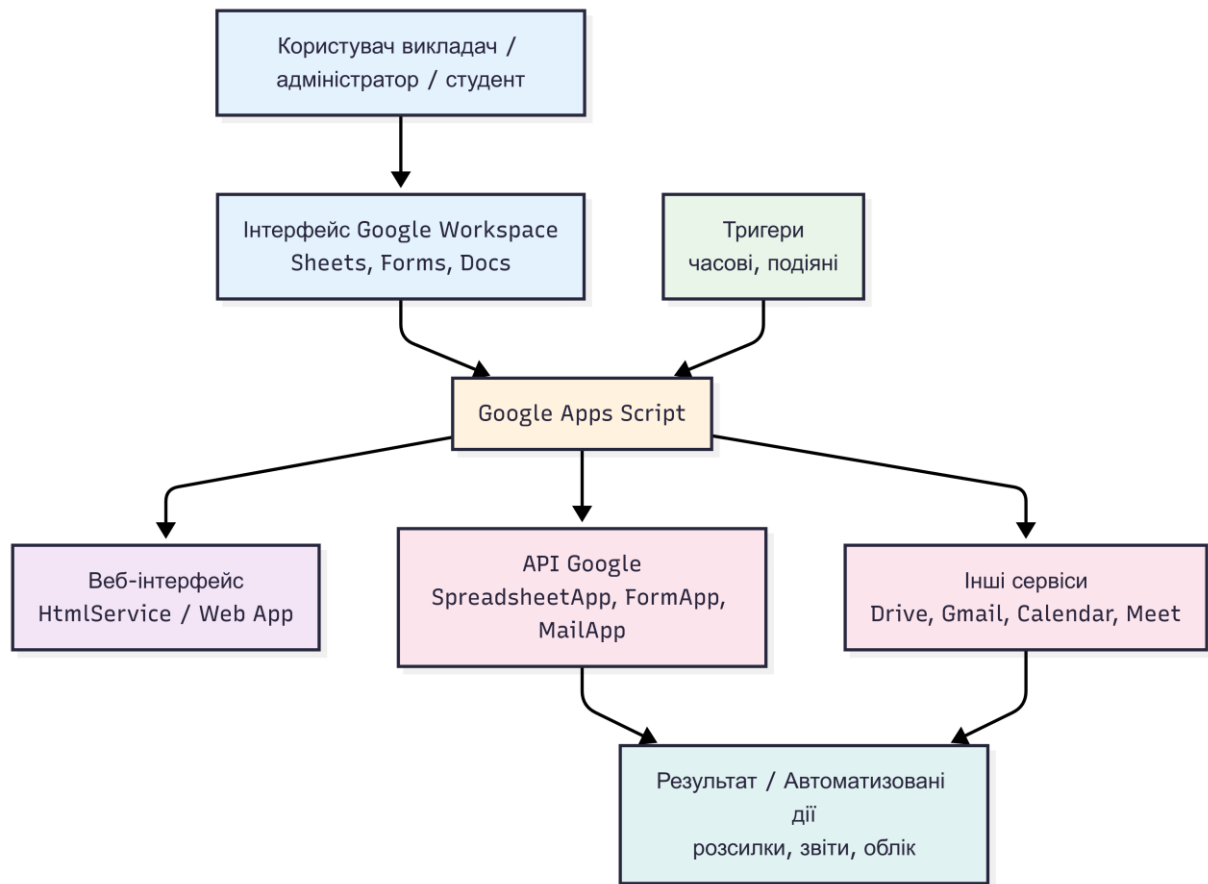 Користувач викладач /
адміністратор / студент
Інтерфейс Google Workspace
Sheets, Forms, Docs
Тригери
часові, подіяні
Google Apps Script
Веб-інтерфейс
HtmlService / Web App
API Google
SpreadsheetApp, FormApp,
MailApp
Інші сервіси
Drive, Gmail, Calendar, Meet
Результат / Автоматизовані
дії
розсилки, звіти, облік